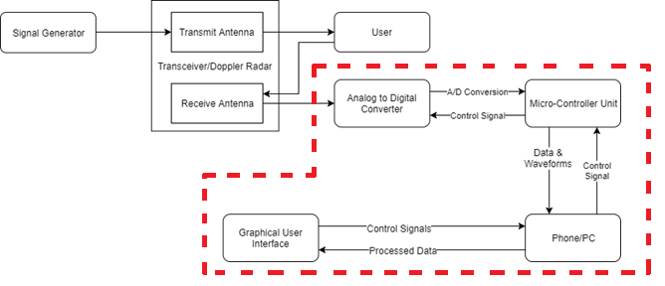 Signal Generator
Transmit Antenna
User
Transceiver/Doppler Radar
Receive Antenna
Analog to Digital
Converter
A/D Conversion
Control Signal
Micro-Controller Unit
Data &
Waveforms
Control
Signal
Graphical User
Interface
Control Signals
Processed Data
Phone/PC